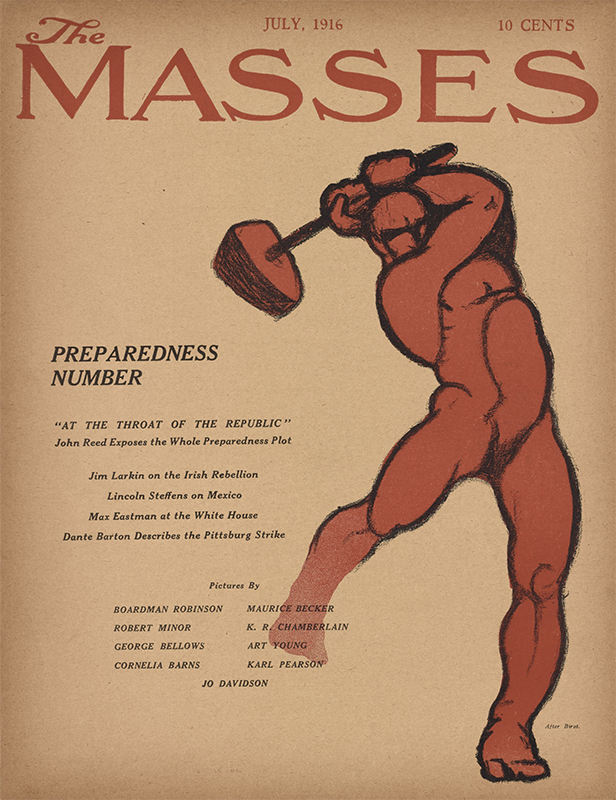 JULY, 1916
10 CENTS
The
MASSES
PREPAREDNESS
NUMBER
"AT THE THROAT OF THE REPUBLIC"
John Reed Exposes the Whole Preparedness Plot
Jim Larkin on the Irish Rebellion
Lincoln Steffens on Mexico
Max Eastman at the White House
Dante Barton Describes the Pittsburg Strike
Pictures By
BOARDMAN ROBINSON
MAURICE BECKER
ROBERT MINOR
K. R. CHAMBERLAIN
GEORGE BELLOWS
ART YOUNG
CORNELIA BARNS
KARL PEARSON
JO DAVIDSON
After